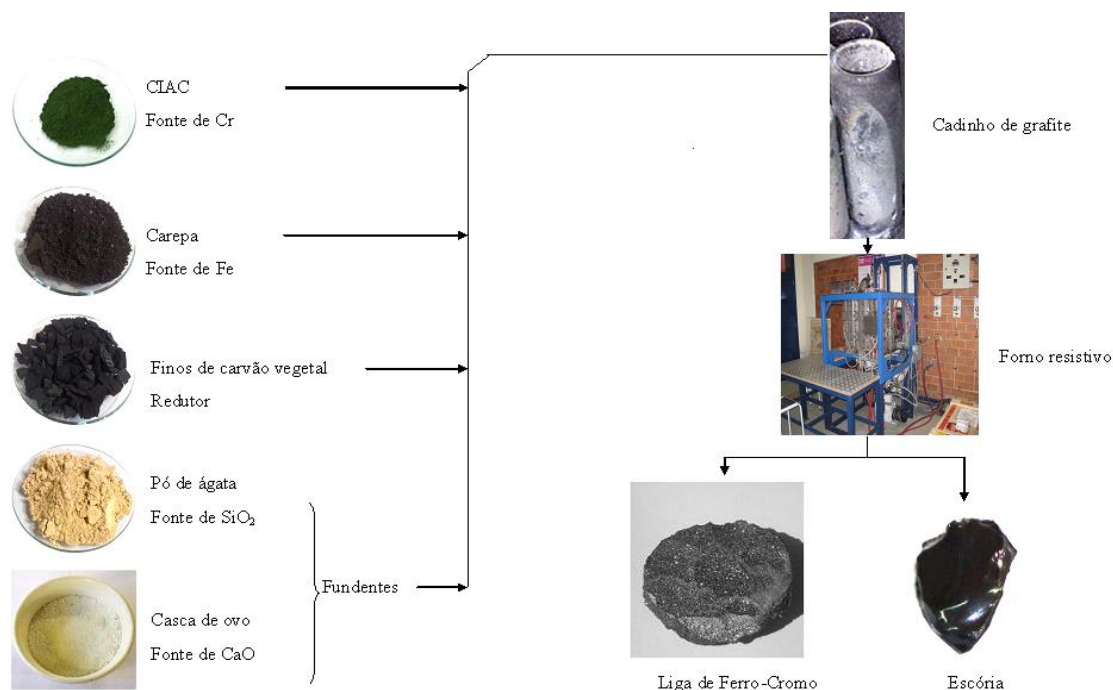 CIAC
Fonte de Cr
Carepa
Fonte de Fe
Finos de carvão vegetal
Redutor
Pó de ágata
Fonte de SiO₂
Casca de ovo
Fonte de CaO
Fundentes
Cadinho de grafite
Forno resistivo
Liga de Ferro-Cromo
Escória